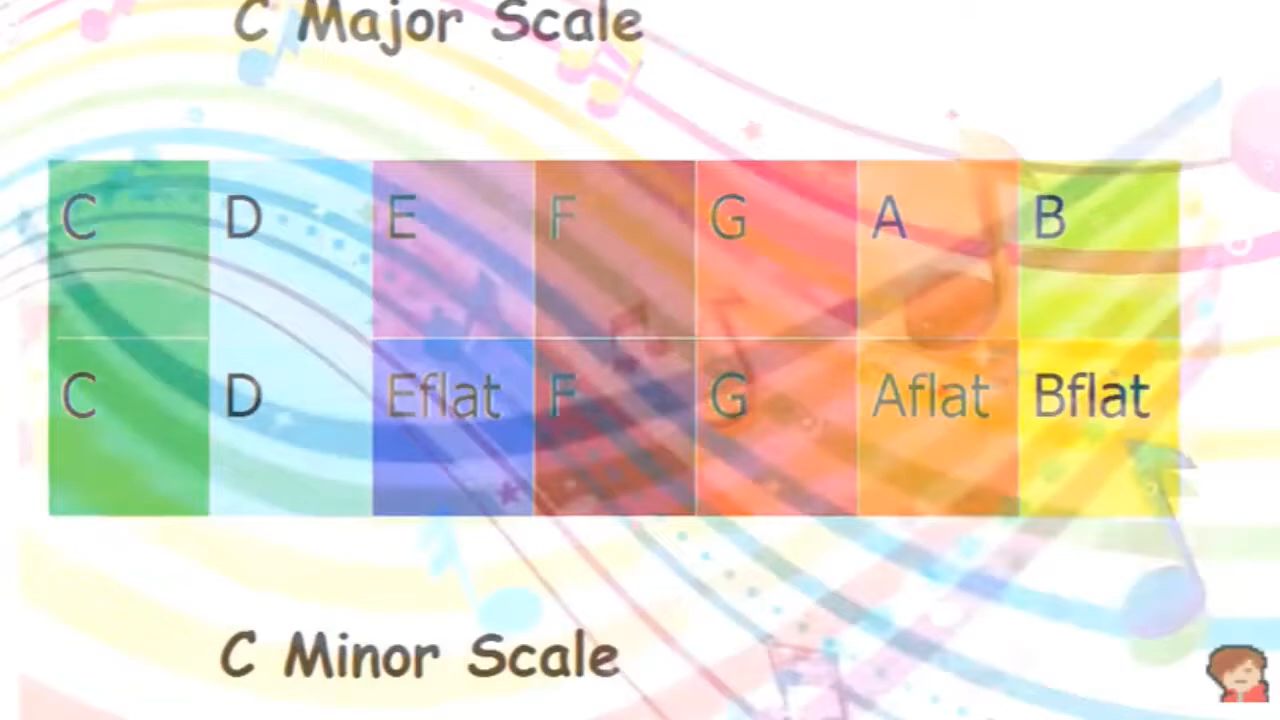 C Major Scale
C D E F G A B
C D Eflat F G Aflat Bflat
C Minor Scale